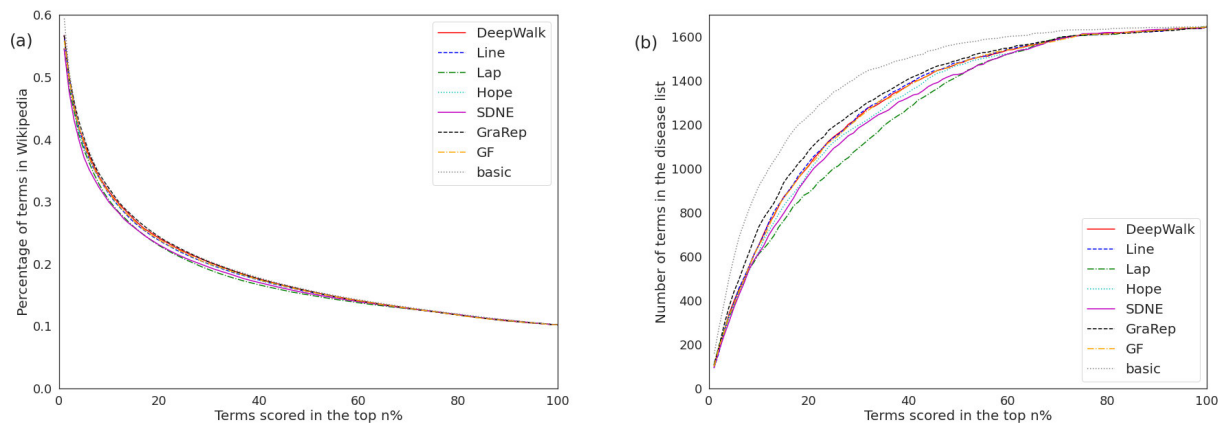 (a)
Percentage of terms in Wikipedia
0.6
0.5
0.4
0.3
0.2
0.1
0.0
0 20 40 60 80 100
Terms scored in the top n%
DeepWalk
Line
Lap
Hope
SDNE
GraRep
GF
basic
(b)
Number of terms in the disease list
1600
1400
1200
1000
800
600
400
200
0
0 20 40 60 80 100
Terms scored in the top n%
DeepWalk
Line
Lap
Hope
SDNE
GraRep
GF
basic